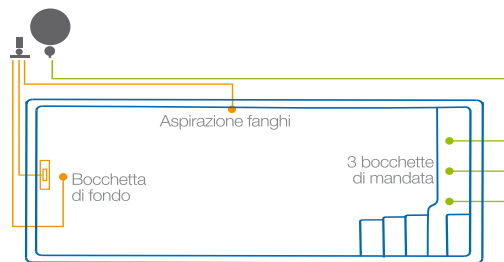 Aspirazione fanghi
3 bocchette
di mandata
Bocchetta
di fondo